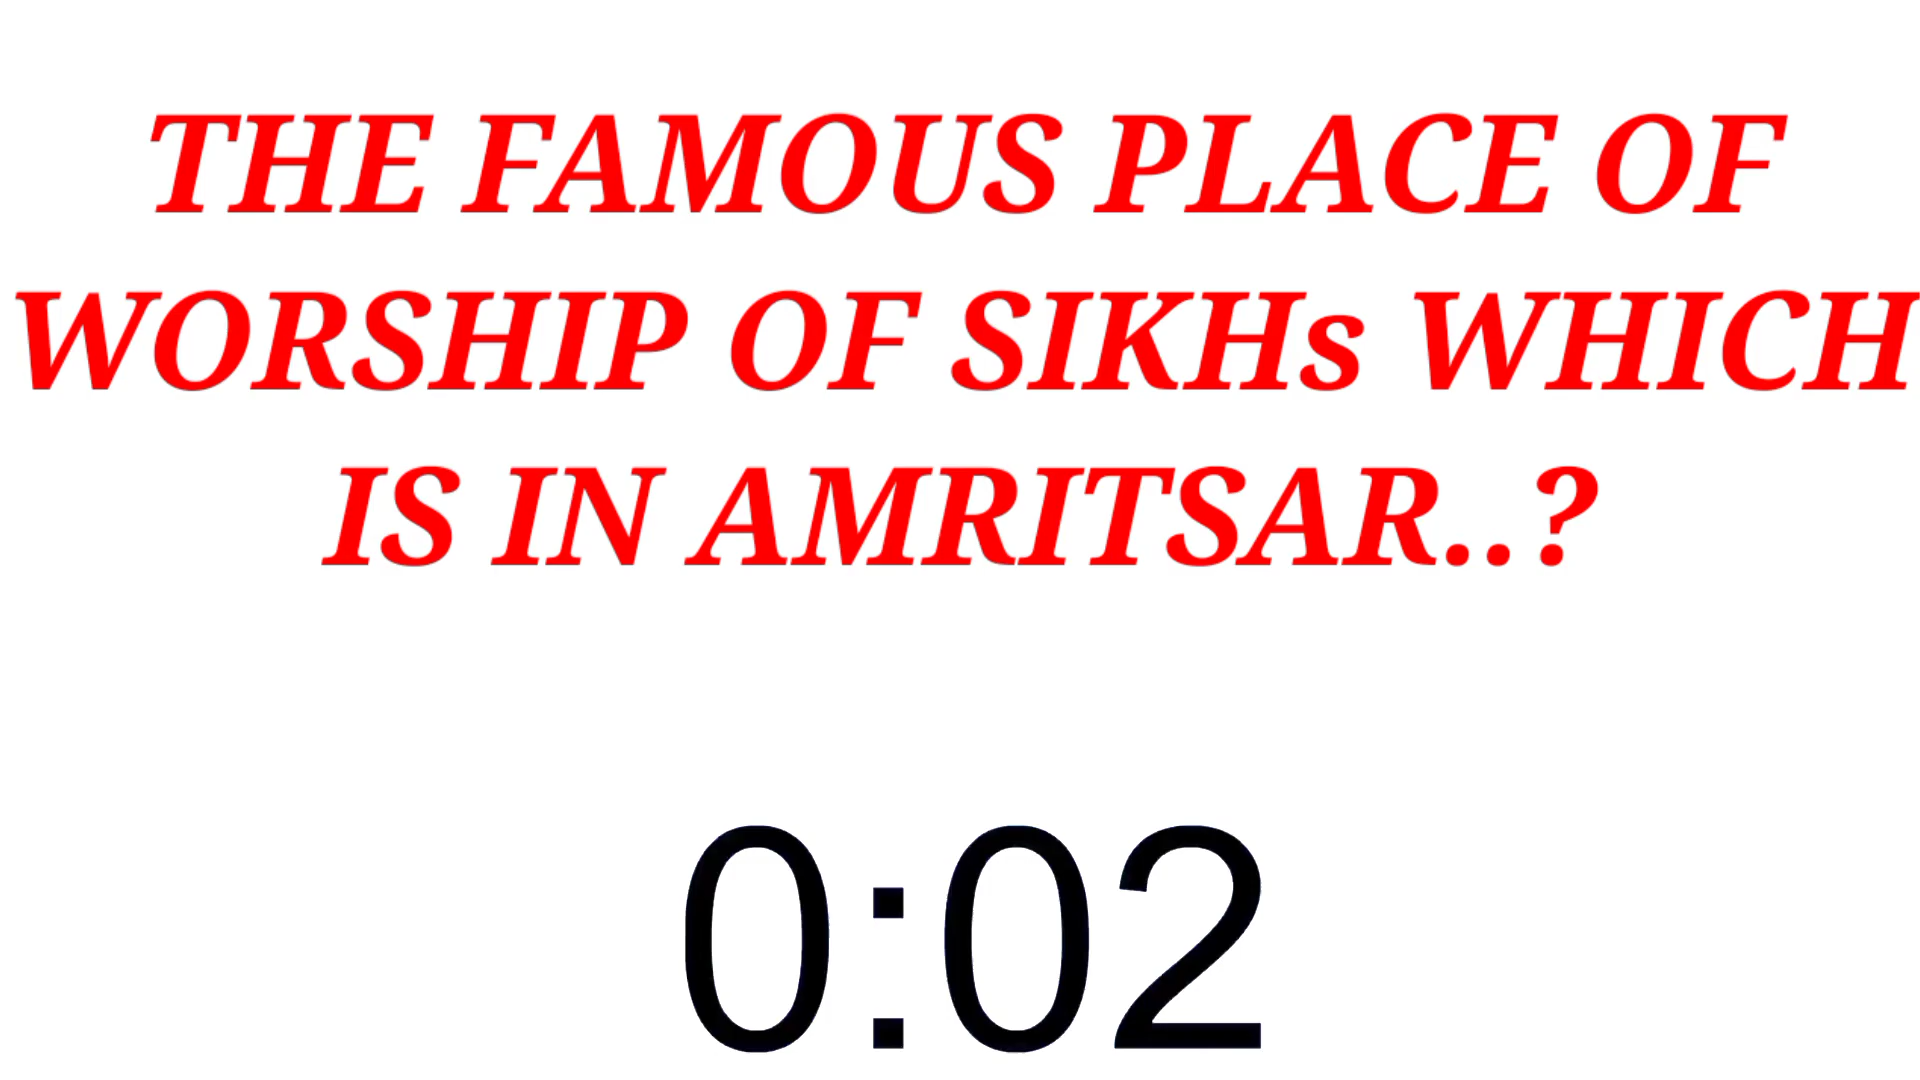 THE FAMOUS PLACE OF
WORSHIP OF SIKHs WHICH
IS IN AMRITSAR..?
0:02